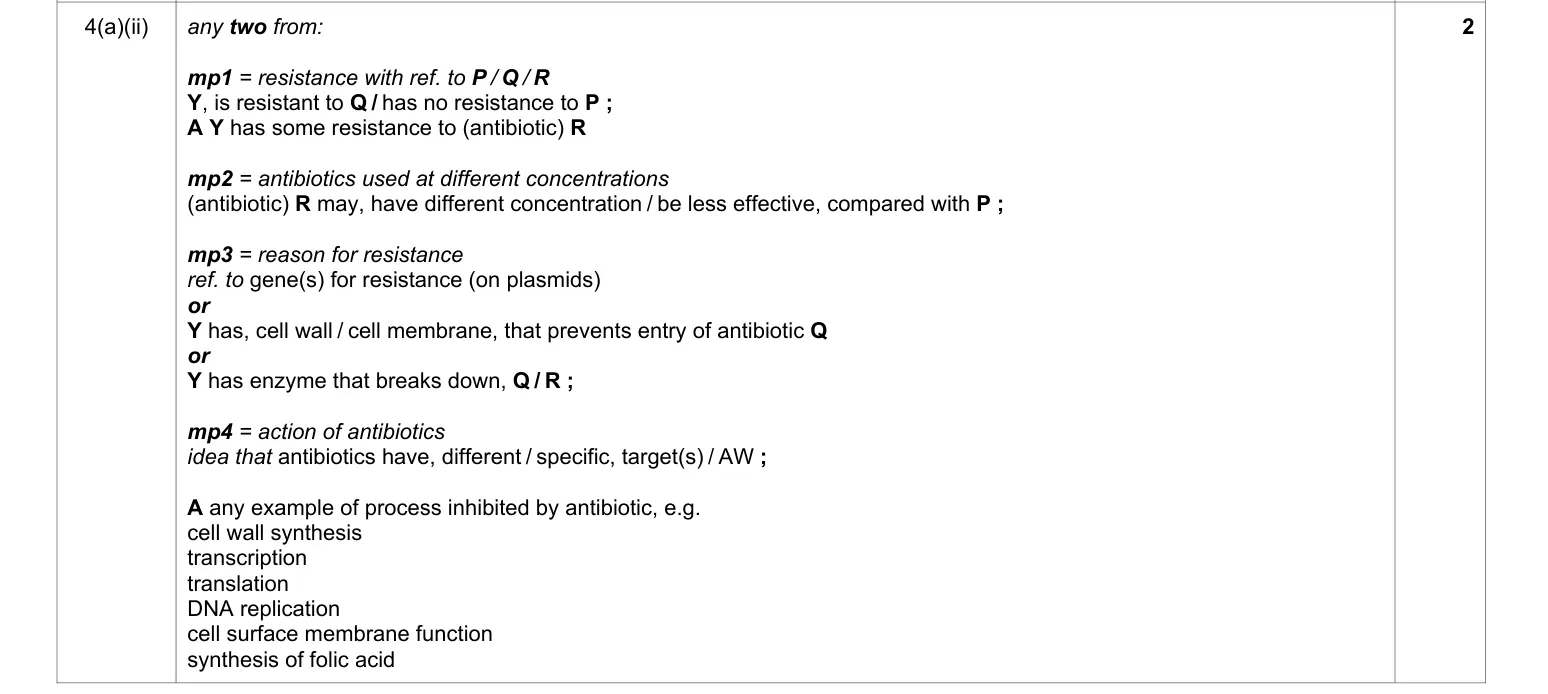 4(a)(ii) any two from: 2
mp1 = resistance with ref. to P / Q / R
Y, is resistant to Q / has no resistance to P ;
A Y has some resistance to (antibiotic) R
mp2 = antibiotics used at different concentrations
(antibiotic) R may, have different concentration / be less effective, compared with P ;
mp3 = reason for resistance
ref. to gene(s) for resistance (on plasmids)
or
Y has, cell wall / cell membrane, that prevents entry of antibiotic Q
or
Y has enzyme that breaks down, Q / R ;
mp4 = action of antibiotics
idea that antibiotics have, different / specific, target(s) / AW ;
A any example of process inhibited by antibiotic, e.g.
cell wall synthesis
transcription
translation
DNA replication
cell surface membrane function
synthesis of folic acid